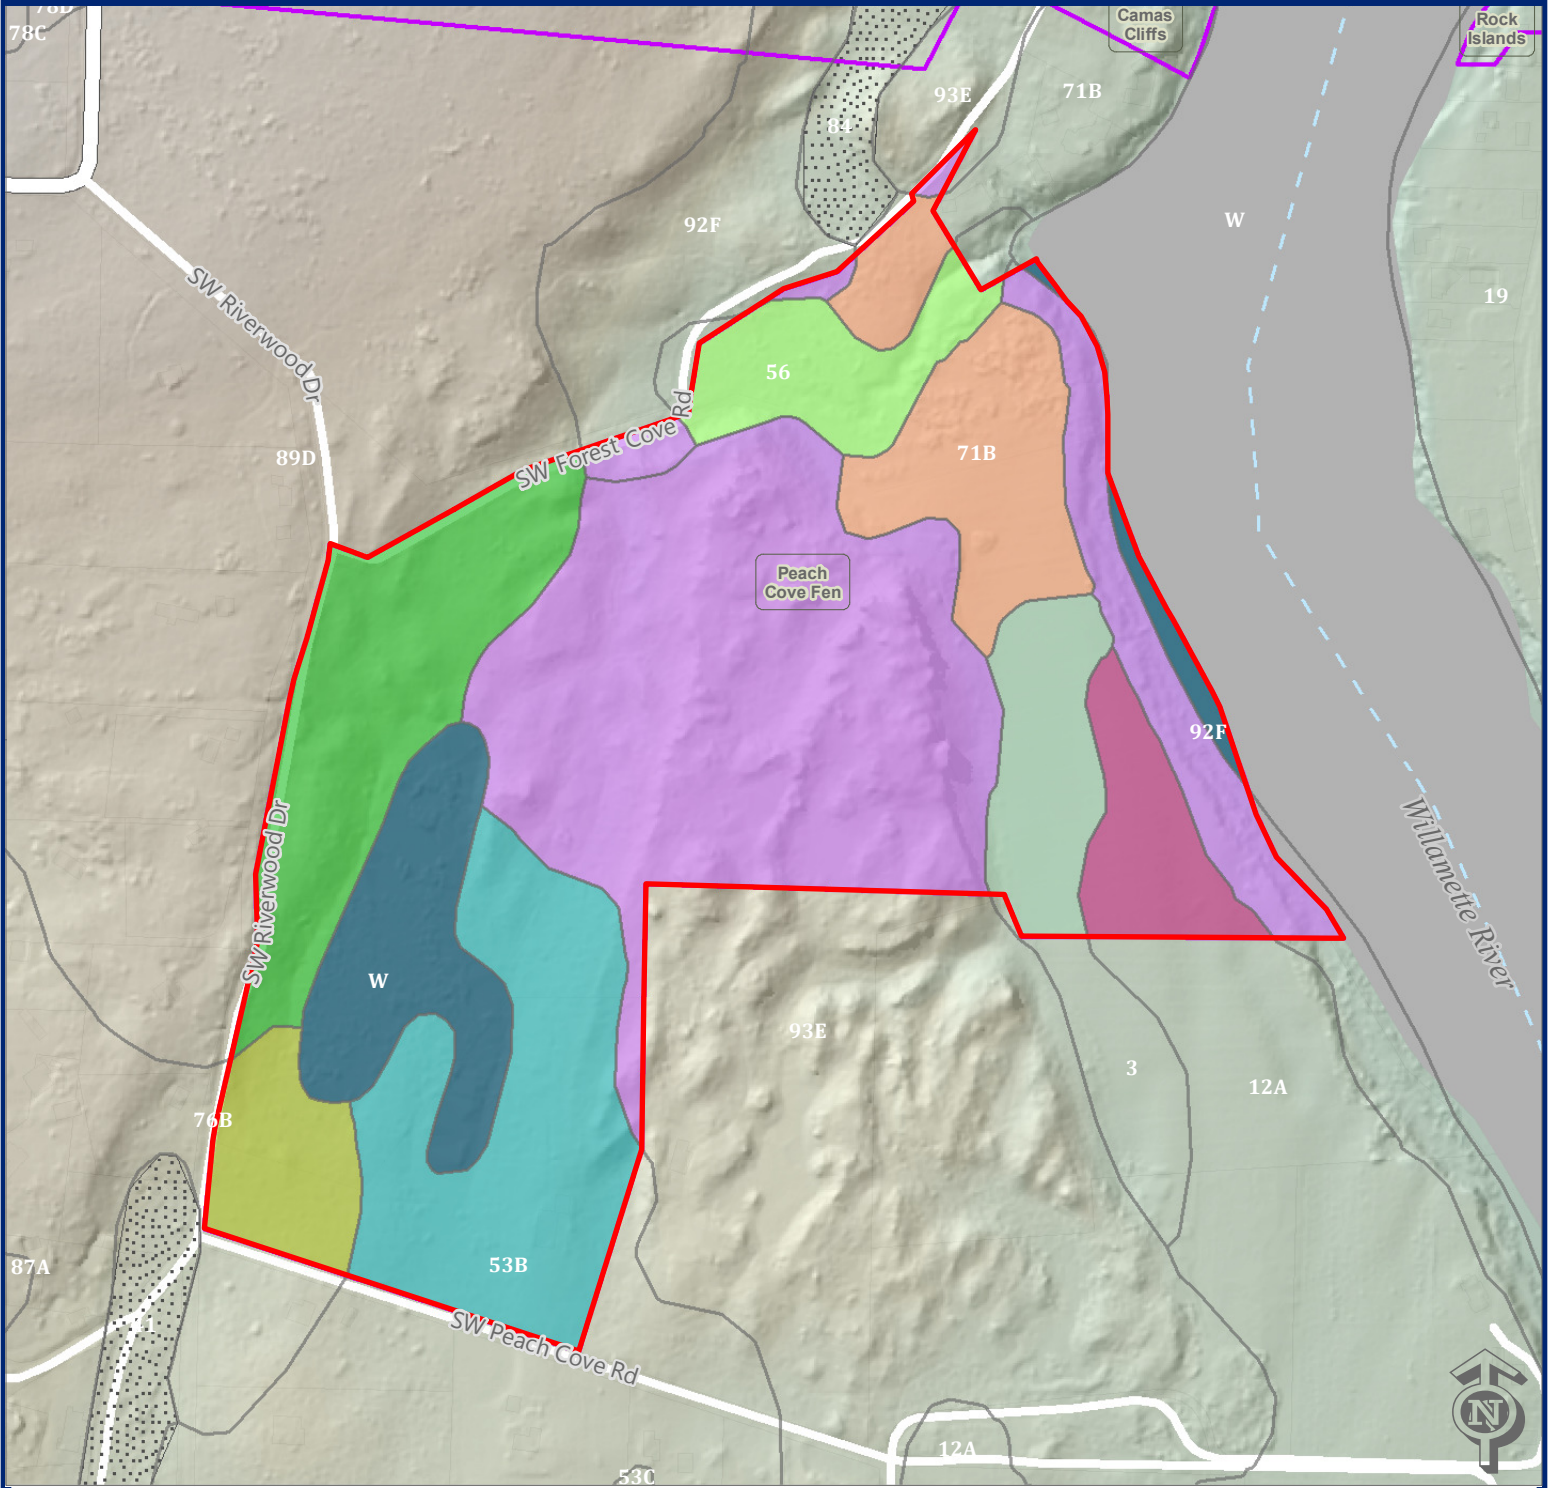 78D
78C
Camas
Cliffs
Rock
Islands
93E
71B
84
92F
W
19
SW Riverwood Dr
56
SW Forest Cove Rd
89D
71B
Peach
Cove Fen
92F
SW Riverwood Dr
Willamette River
W
93E
3
12A
76B
87A
53B
SW Peach Cove Rd
12A
53C
N